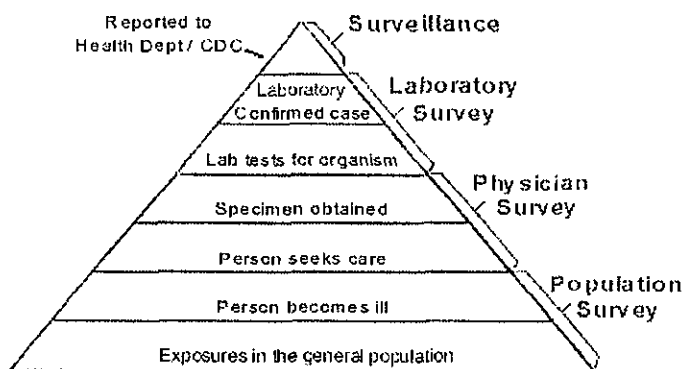 Reported to
Health Dept / CDC
Surveillance
Laboratory
Confirmed case
Laboratory
Survey
Lab tests for organism
Physician
Survey
Specimen obtained
Person seeks care
Population
Survey
Person becomes ill
Exposures in the general population